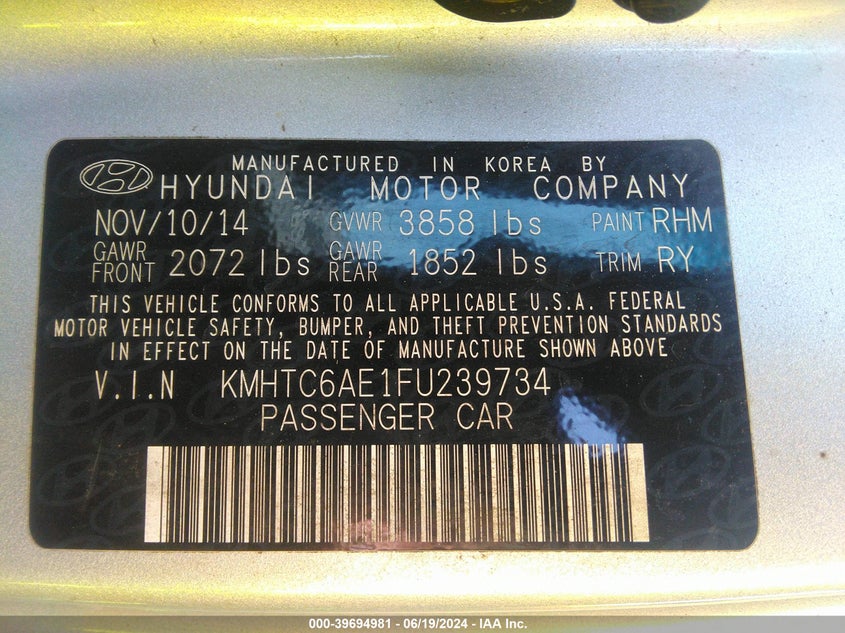 MANUFACTURED IN KOREA BY
HYUNDAI MOTOR COMPANY
NOV/10/14 GVWR 3858 lbs PAINT RHM
GAWR FRONT 2072 lbs GAWR REAR 1852 lbs TRIM RY
THIS VEHICLE CONFORMS TO ALL APPLICABLE U.S.A. FEDERAL
MOTOR VEHICLE SAFETY, BUMPER, AND THEFT PREVENTION STANDARDS
IN EFFECT ON THE DATE OF MANUFACTURE SHOWN ABOVE
V.I.N KMHTC6AE1FU239734
PASSENGER CAR
000-39694981 - 06/19/2024 - IAA Inc.